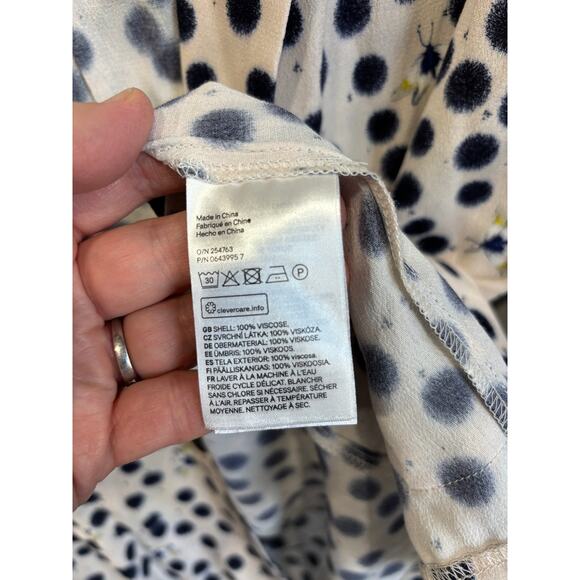 Made in China
Fabriqué en Chine
Hecho en China
O/N 254763
P/N 0643995 7
30 P
clevercare.info
GB SHELL: 100% VISCOSE.
CZ SVRCHNÍ LÁTKA: 100% VISKÓZA.
DE OBERMATERIAL: 100% VISKOSE.
EE ÜMBRIS: 100% VISKOOS.
ES TELA EXTERIOR: 100% viscosa.
FI PÄÄLLISKANGAS: 100% VISKOOSIA
FR LAVER À LA MACHINE À L'EAU
FROIDE CYCLE DÉLICAT. BLANCHIR
SANS CHLORE SI NÉCESSAIRE. SÉCHER
À L'AIR. REPASSER À TEMPÉRATURE
MOYENNE. NETTOYAGE À SEC.